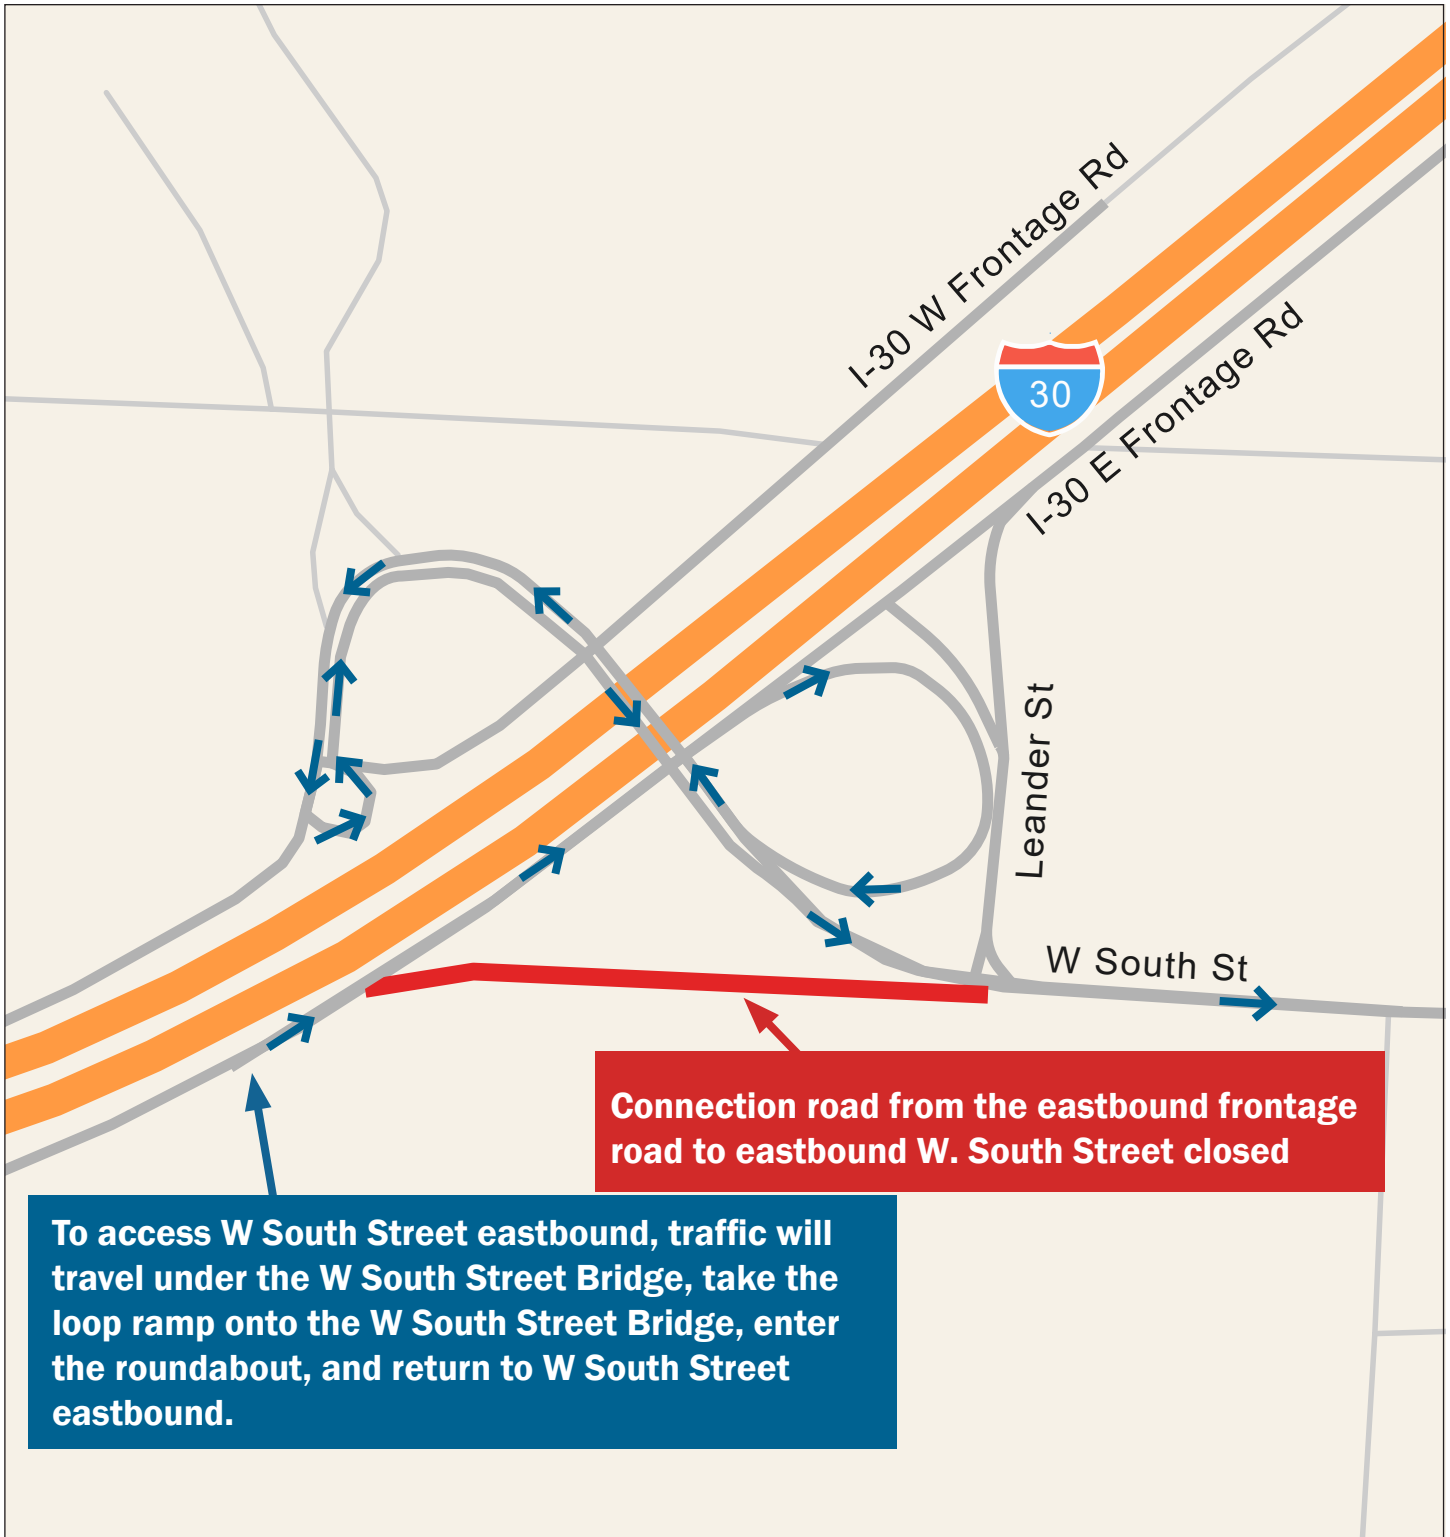 I-30 W Frontage Rd
30
I-30 E Frontage Rd
Leander St
W South St
Connection road from the eastbound frontage
road to eastbound W. South Street closed
To access W South Street eastbound, traffic will
travel under the W South Street Bridge, take the
loop ramp onto the W South Street Bridge, enter
the roundabout, and return to W South Street
eastbound.